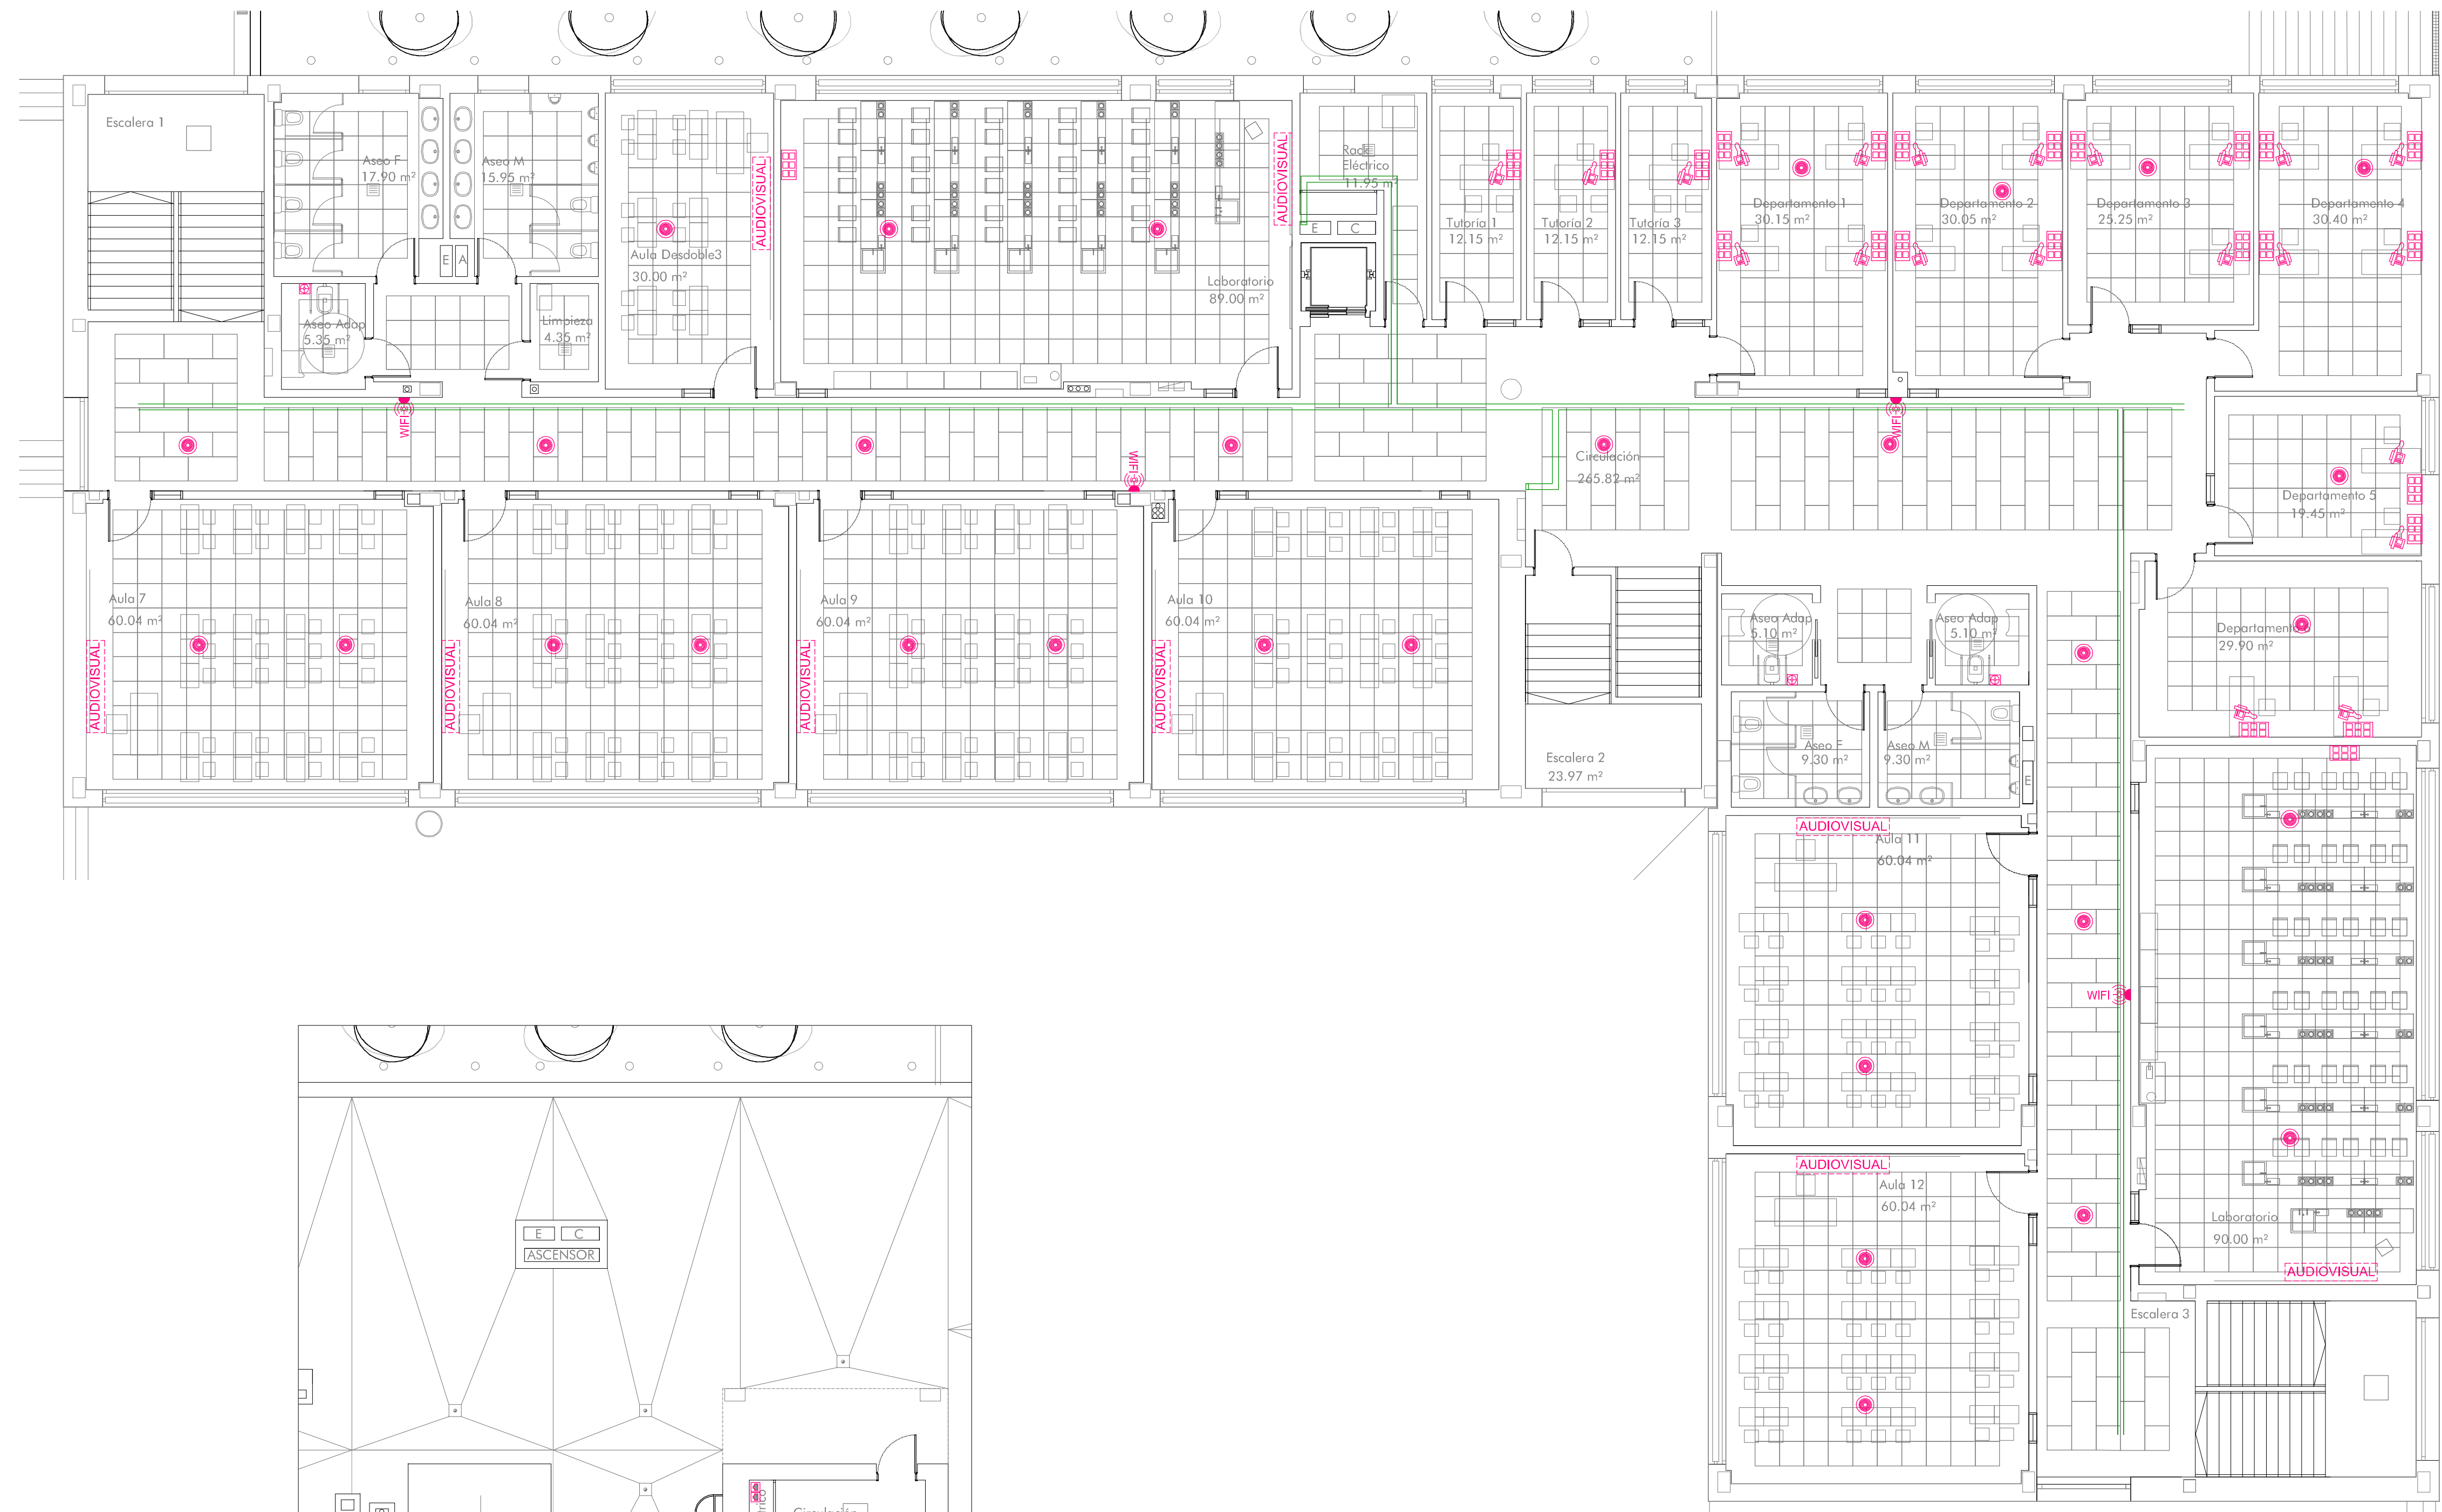 Escalera 1
Aseo F
17.90 m²
Aseo M
15.95 m²
E
A
Aseo Adap
5.35 m²
Limpieza
4.35 m²
Aula Desdoble3
30.00 m²
AUDIOVISUAL
Laboratorio
89.00 m²
AUDIOVISUAL
Rack
Eléctrico
11.95 m²
E
C
Tutoría 1
12.15 m²
Tutoría 2
12.15 m²
Tutoría 3
12.15 m²
Departamento 1
30.15 m²
Departamento 2
30.05 m²
Departamento 3
25.25 m²
Departamento 4
30.40 m²
WIFI
WIFI
WIFI
Circulación
265.82 m²
Departamento 5
19.45 m²
Aula 7
60.04 m²
AUDIOVISUAL
Aula 8
60.04 m²
AUDIOVISUAL
Aula 9
60.04 m²
AUDIOVISUAL
Aula 10
60.04 m²
AUDIOVISUAL
Escalera 2
23.97 m²
Aseo Adap
5.10 m²
Aseo Adap
5.10 m²
Departamento
29.90 m²
Aseo F
9.30 m²
Aseo M
9.30 m²
E
AUDIOVISUAL
Aula 11
60.04 m²
WIFI
AUDIOVISUAL
Aula 12
60.04 m²
Laboratorio
90.00 m²
AUDIOVISUAL
Escalera 3
E
C
ASCENSOR